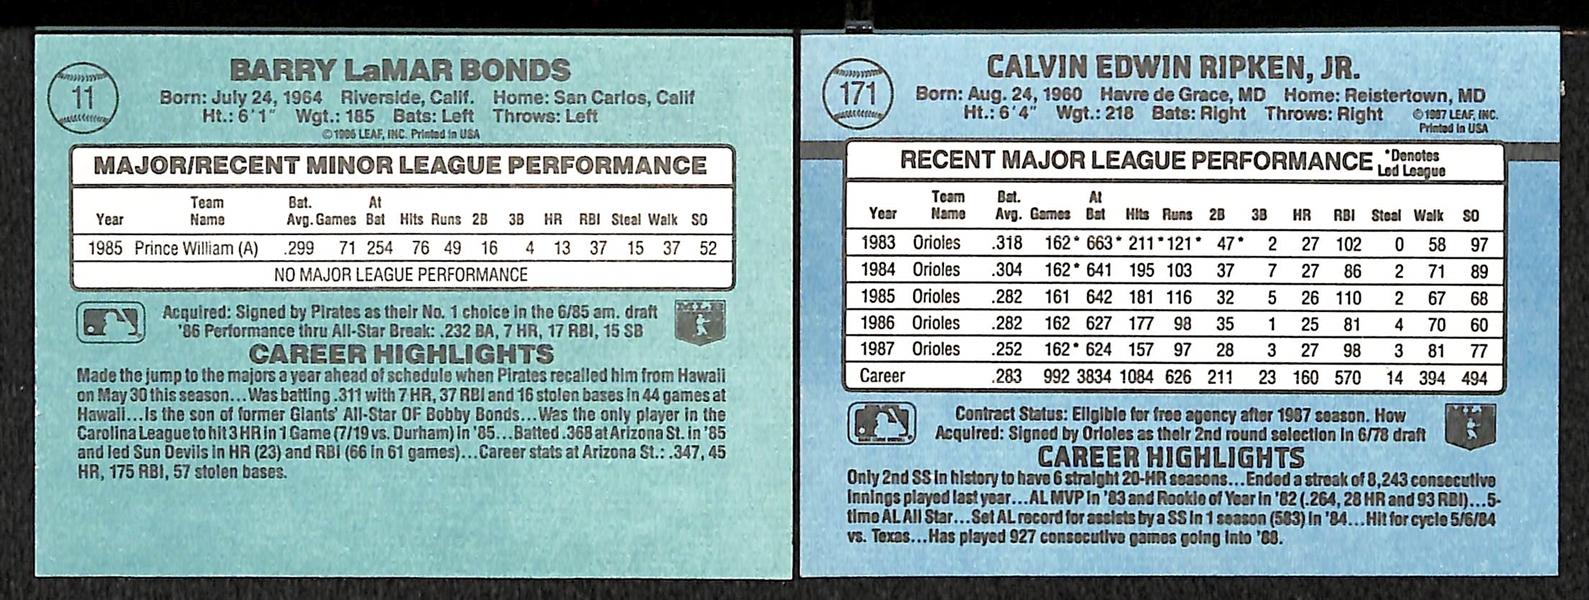 11
BARRY LaMAR BONDS
Born: July 24, 1964 Riverside, Calif. Home: San Carlos, Calif
Ht.: 6'1" Wgt.: 185 Bats: Left Throws: Left
©1986 LEAF, INC. Printed in USA
MAJOR/RECENT MINOR LEAGUE PERFORMANCE
Year Team Name Bat. Avg. Games At Bat Hits Runs 2B 3B HR RBI Steal Walk SO
1985 Prince William (A) .299 71 254 76 49 16 4 13 37 15 37 52
NO MAJOR LEAGUE PERFORMANCE
Acquired: Signed by Pirates as their No. 1 choice in the 6/85 am. draft
'86 Performance thru All-Star Break: .232 BA, 7 HR, 17 RBI, 15 SB
MLB
CAREER HIGHLIGHTS
Made the jump to the majors a year ahead of schedule when Pirates recalled him from Hawaii
on May 30 this season...Was batting .311 with 7 HR, 37 RBI and 16 stolen bases in 44 games at
Hawaii...Is the son of former Giants' All-Star OF Bobby Bonds...Was the only player in the
Carolina League to hit 3 HR in 1 Game (7/19 vs. Durham) in '85...Batted .368 at Arizona St. in '85
and led Sun Devils in HR (23) and RBI (66 in 61 games)...Career stats at Arizona St.: .347, 45
HR, 175 RBI, 57 stolen bases.
171
CALVIN EDWIN RIPKEN, JR.
Born: Aug. 24, 1960 Havre de Grace, MD Home: Reistertown, MD
Ht.: 6'4" Wgt.: 218 Bats: Right Throws: Right ©1987 LEAF, INC.
Printed in USA
RECENT MAJOR LEAGUE PERFORMANCE *Denotes
Led League
Year Team Name Bat. Avg. Games At Bat Hits Runs 2B 3B HR RBI Steal Walk SO
1983 Orioles .318 162* 663* 211* 121* 47* 2 27 102 0 58 97
1984 Orioles .304 162* 641 195 103 37 7 27 86 2 71 89
1985 Orioles .282 161 642 181 116 32 5 26 110 2 67 68
1986 Orioles .282 162 627 177 98 35 1 25 81 4 70 60
1987 Orioles .252 162* 624 157 97 28 3 27 98 3 81 77
Career .283 992 3834 1084 626 211 23 160 570 14 394 494
Contract Status: Eligible for free agency after 1987 season. How
Acquired: Signed by Orioles as their 2nd round selection in 6/78 draft
CAREER HIGHLIGHTS
Only 2nd SS in history to have 6 straight 20-HR seasons...Ended a streak of 8,243 consecutive
innings played last year...AL MVP in '83 and Rookie of Year in '82 (.264, 28 HR and 93 RBI)...5-
time AL All Star...Set AL record for assists by a SS in 1 season (583) in '84...Hit for cycle 5/6/84
vs. Texas...Has played 927 consecutive games going into '88.